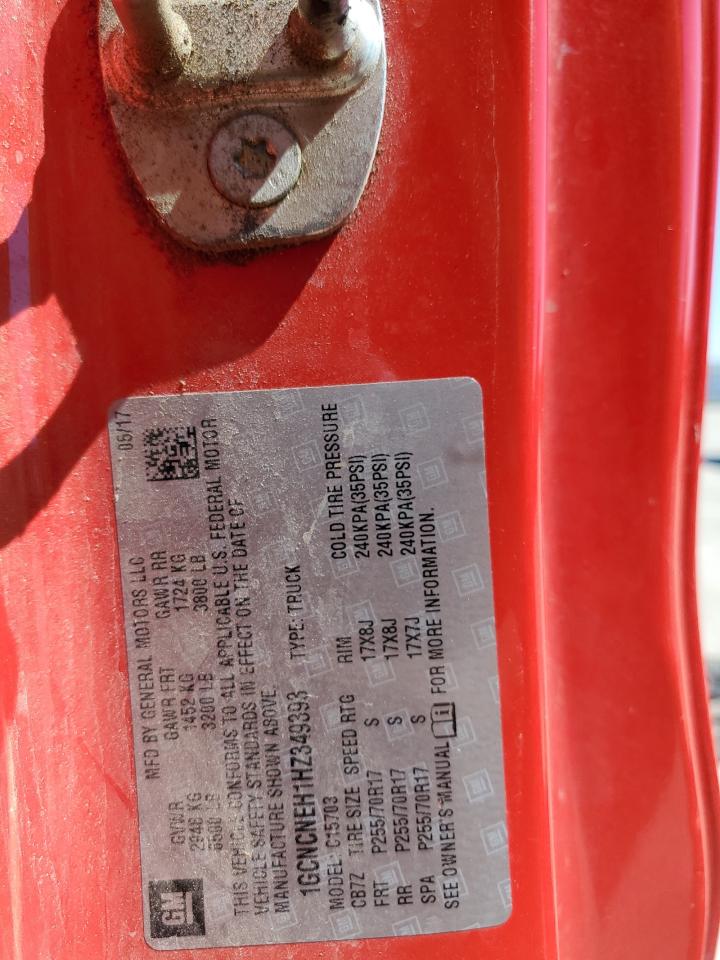 GM
MFD BY GENERAL MOTORS LLC 05/17
GVWR GAWR FRT GAWR RR
2948 KG 1452 KG 1724 KG
6500 LB 3200 LB 3800 LB
THIS VEHICLE CONFORMS TO ALL APPLICABLE U.S. FEDERAL MOTOR
VEHICLE SAFETY STANDARDS IN EFFECT ON THE DATE OF
MANUFACTURE SHOWN ABOVE.
1GCNCNEH1HZ349393 TYPE: TRUCK
MODEL: C15703
CB7Z TIRE SIZE SPEED RTG RIM COLD TIRE PRESSURE
FRT P255/70R17 S 17X8J 240KPA(35PSI)
RR P255/70R17 S 17X8J 240KPA(35PSI)
SPA P255/70R17 S 17X7J 240KPA(35PSI)
SEE OWNER'S MANUAL i FOR MORE INFORMATION.